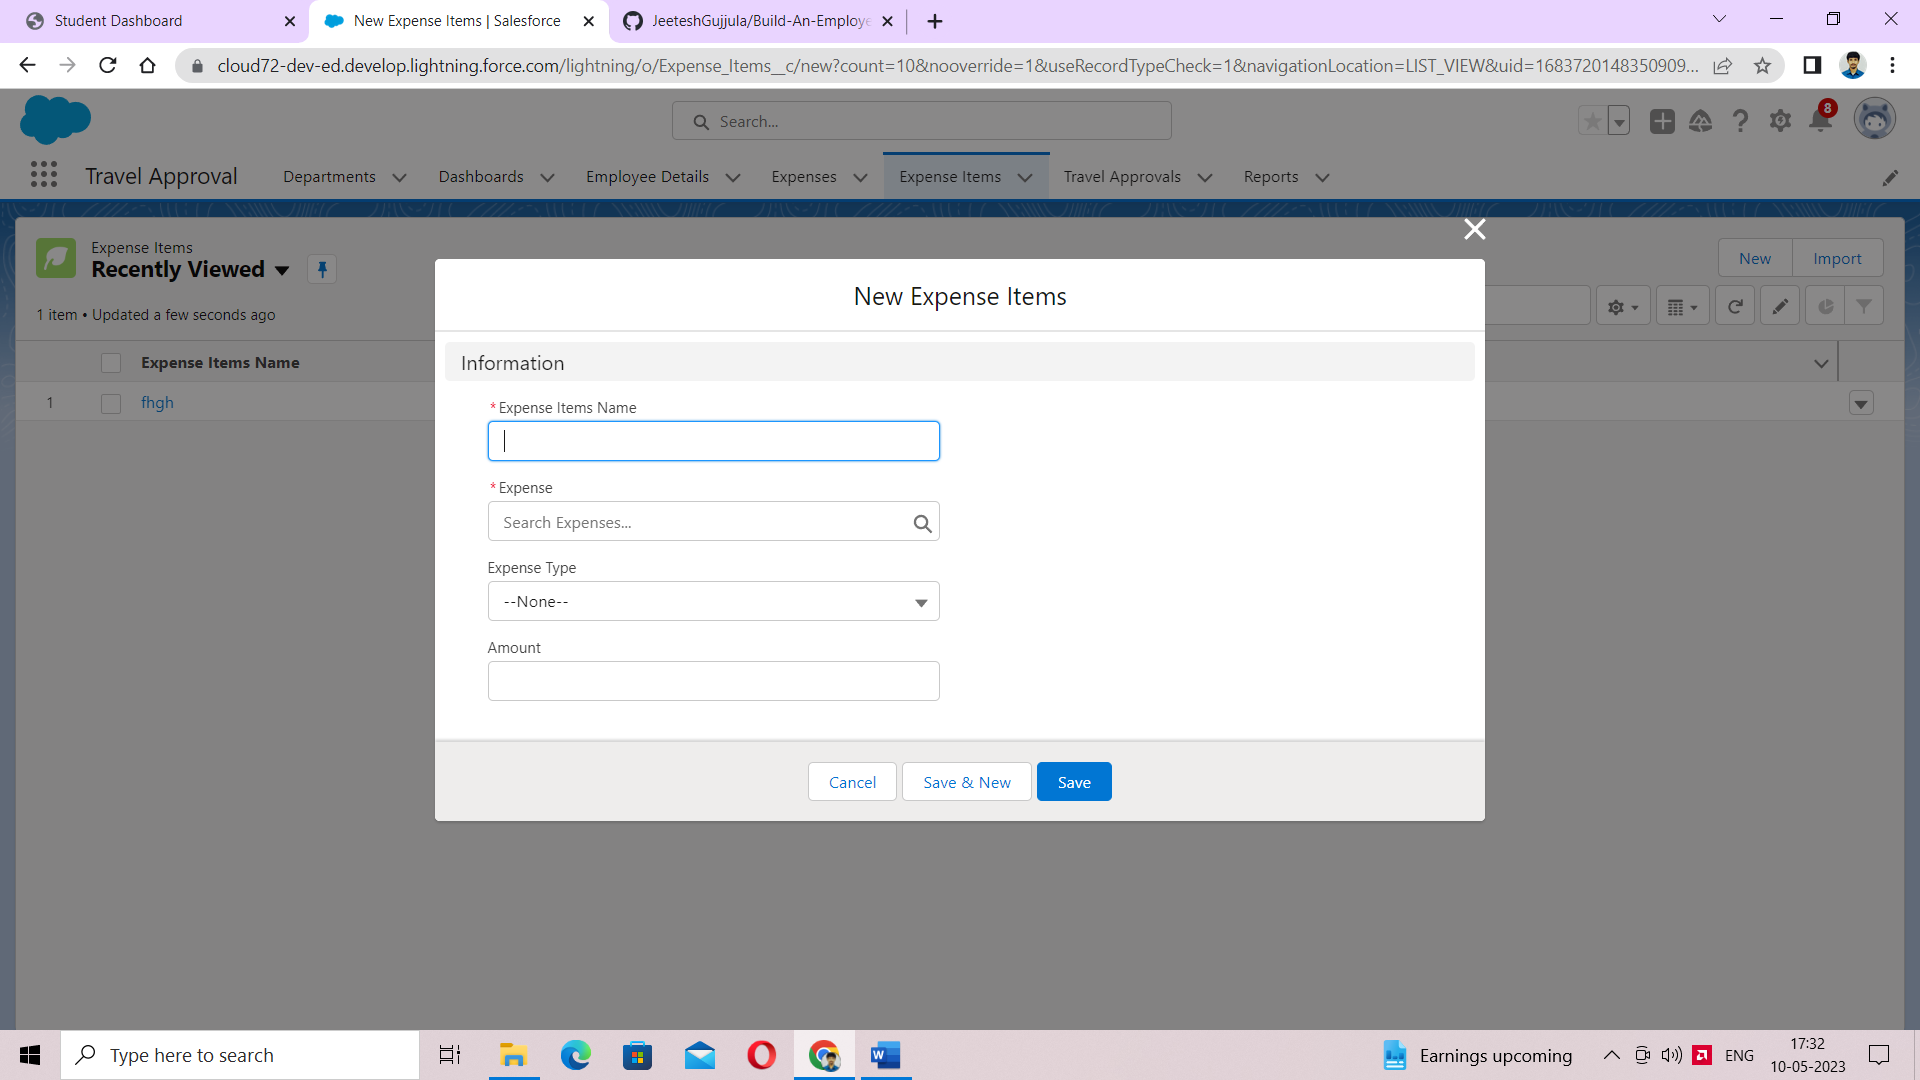 Student Dashboard
New Expense Items | Salesforce
JeeteshGujjula/Build-An-Employe
cloud72-dev-ed.develop.lightning.force.com/lightning/o/Expense_Items__c/new?count=10&nooverride=1&useRecordTypeCheck=1&navigationLocation=LIST_VIEW&uid=1683720148350909...
Search...
8
Travel Approval
Departments
Dashboards
Employee Details
Expenses
Expense Items
Travel Approvals
Reports
Expense Items
Recently Viewed
New
Import
1 item • Updated a few seconds ago
Expense Items Name
1
fhgh
New Expense Items
Information
*Expense Items Name
*Expense
Search Expenses...
Expense Type
--None--
Amount
Cancel
Save & New
Save
Type here to search
Earnings upcoming
ENG
17:32
10-05-2023